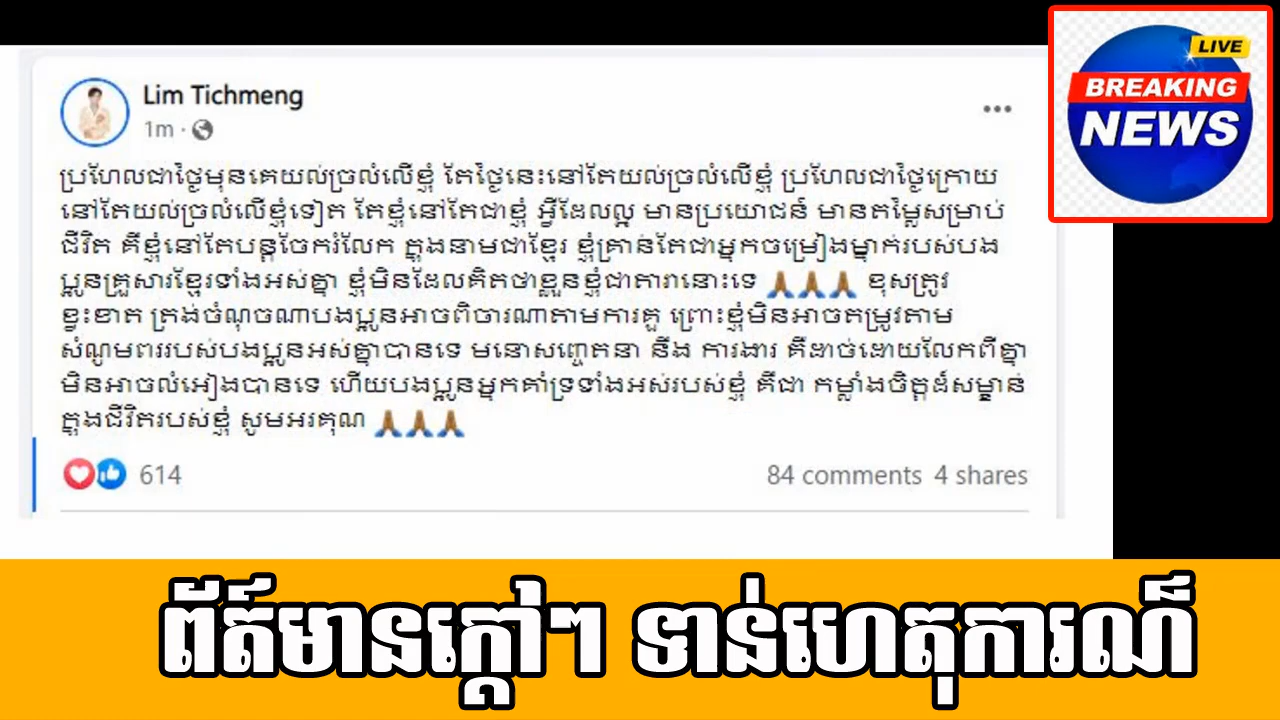 LIVE
BREAKING
NEWS
Lim Tichmeng
1m
ប្រហែលជាថ្ងៃមុនគេយល់ច្រលំលើខ្ញុំ តែថ្ងៃនេះនៅតែយល់ច្រលំលើខ្ញុំ ប្រហែលជាថ្ងៃក្រោយ
នៅតែយល់ច្រលំលើខ្ញុំទៀត តែខ្ញុំនៅតែជាខ្ញុំ អ្វីដែលល្អ មានប្រយោជន៍ មានតម្លៃសម្រាប់
ជីវិត គឺខ្ញុំនៅតែបន្តចែករំលែក ក្នុងនាមជាខ្មែរ ខ្ញុំគ្រាន់តែជាអ្នកចម្រៀងម្នាក់របស់បង
ប្អូនគ្រួសារខ្មែរទាំងអស់គ្នា ខ្ញុំមិនដែលគិតថាខ្លួនខ្ញុំជាតារានោះទេ 🙏🏾🙏🏾🙏🏾 ខុសត្រូវ
ខ្វះខាត ត្រង់ចំណុចណាបងប្អូនអាចពិចារណាតាមការគួ ព្រោះខ្ញុំមិនអាចតម្រូវតាម
សំណូមពររបស់បងប្អូនអស់គ្នាបានទេ មនោសញ្ចេតនា នឹង ការងារ គឺដាច់ដោយលែកពីគ្នា
មិនអាចលំអៀងបានទេ ហើយបងប្អូនអ្នកគាំទ្រទាំងអស់របស់ខ្ញុំ គឺជា កម្លាំងចិត្តដ៏សម្ខាន់
ក្នុងជីវិតរបស់ខ្ញុំ សូមអរគុណ 🙏🏾🙏🏾🙏🏾
614
84 comments 4 shares
ព័ត៍មានក្តៅៗ ទាន់ហេតុការណ៏